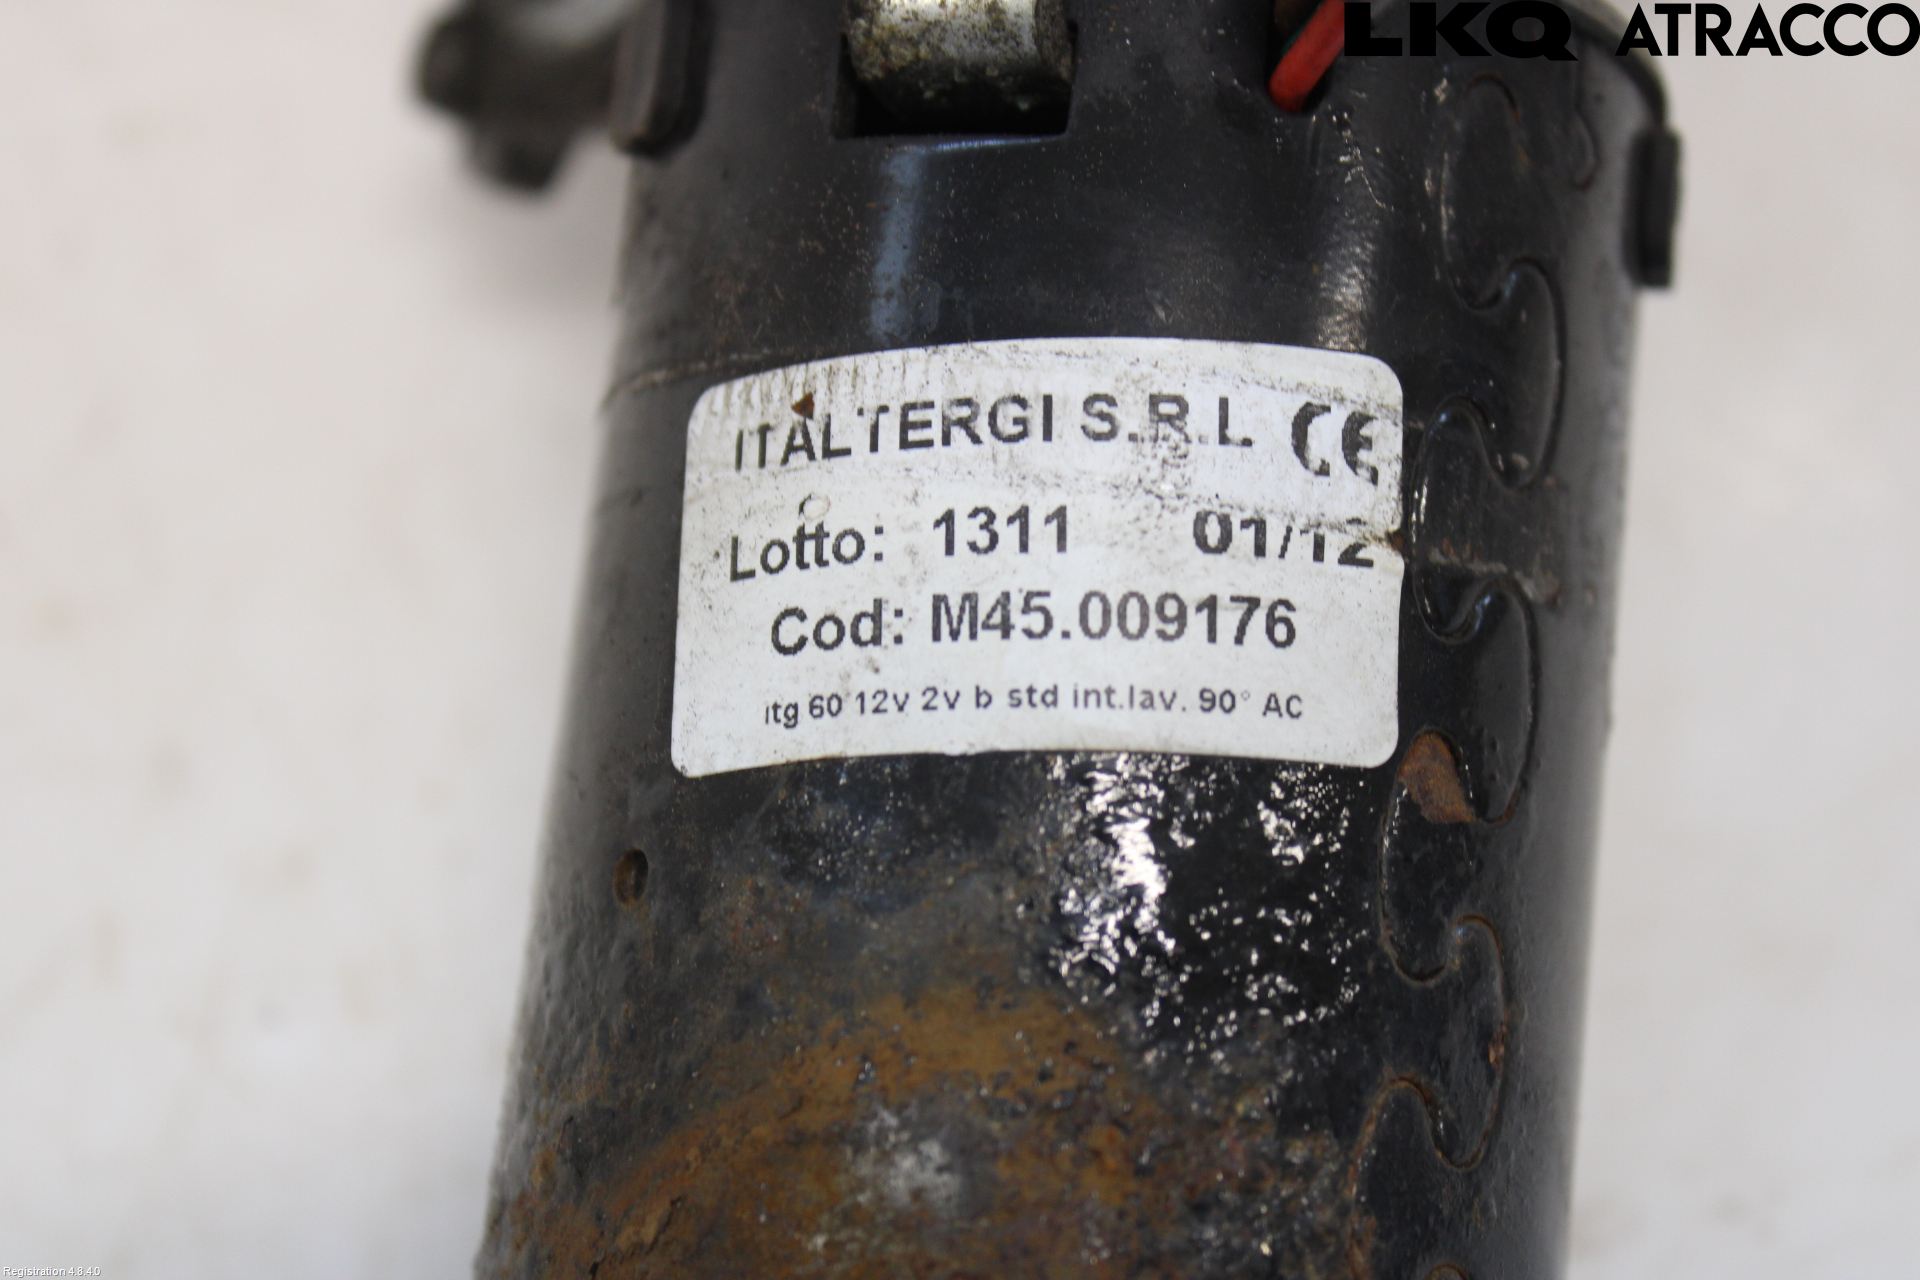 LKQ ATRACCO
ITALTERGI S.R.L CE
Lotto: 1311 01/12
Cod: M45.009176
itg 60 12v 2v b std int.lav. 90° AC
Registration 4.8.4.0